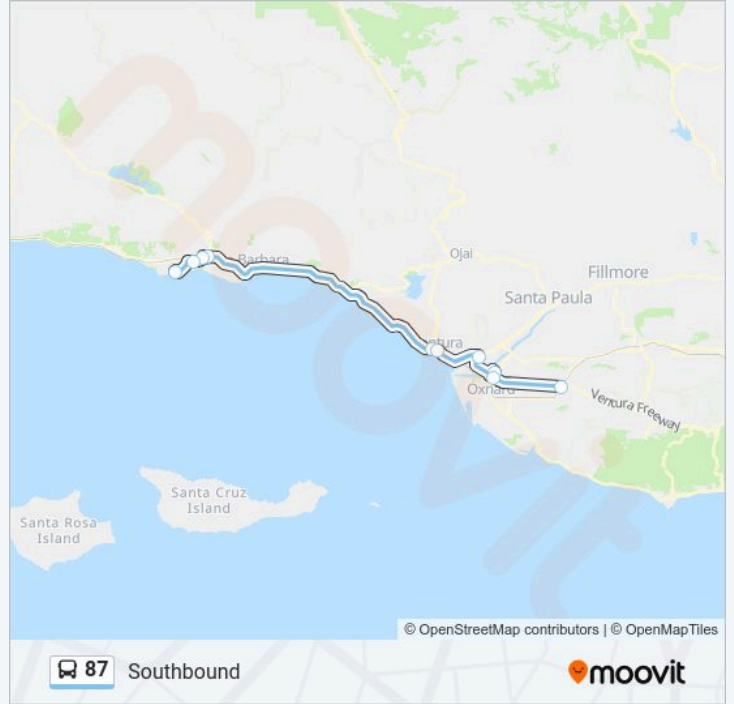 Barbara
Ojai
Fillmore
Santa Paula
Oxnard
Ventura Freeway
Santa Cruz
Island
Santa Rosa
Island
moovit
© OpenStreetMap contributors | © OpenMapTiles
87 Southbound
moovit